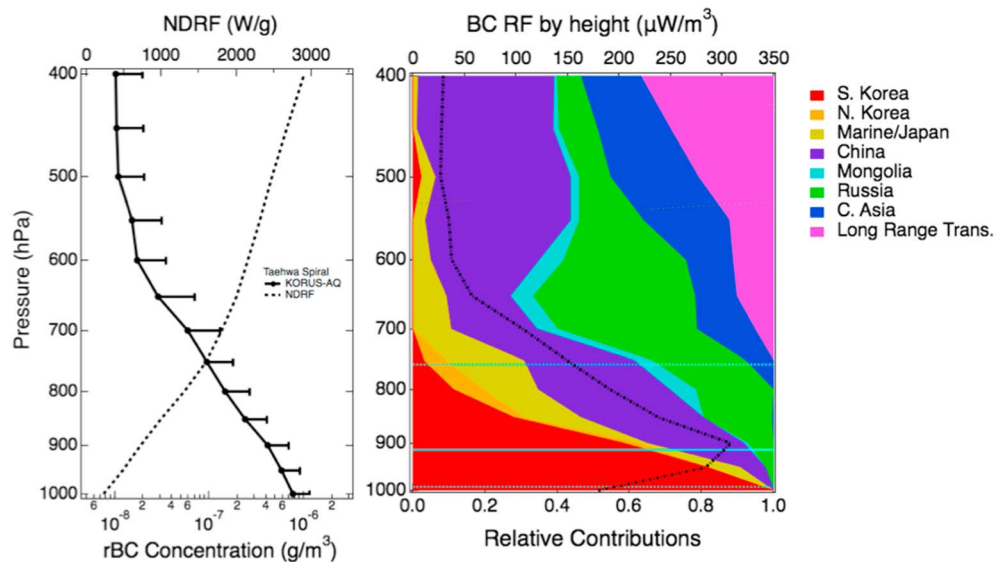 NDRF (W/g)
0 1000 2000 3000
400
500
600
700
800
900
1000
Pressure (hPa)
Taehwa Spiral
KORUS-AQ
NDRF
6 2 4 6 2 4 6 2
10-8 10-7 10-6
rBC Concentration (g/m3)
BC RF by height (µW/m3)
0 50 100 150 200 250 300 350
400
500
600
700
800
900
1000
0.0 0.2 0.4 0.6 0.8 1.0
Relative Contributions
S. Korea
N. Korea
Marine/Japan
China
Mongolia
Russia
C. Asia
Long Range Trans.